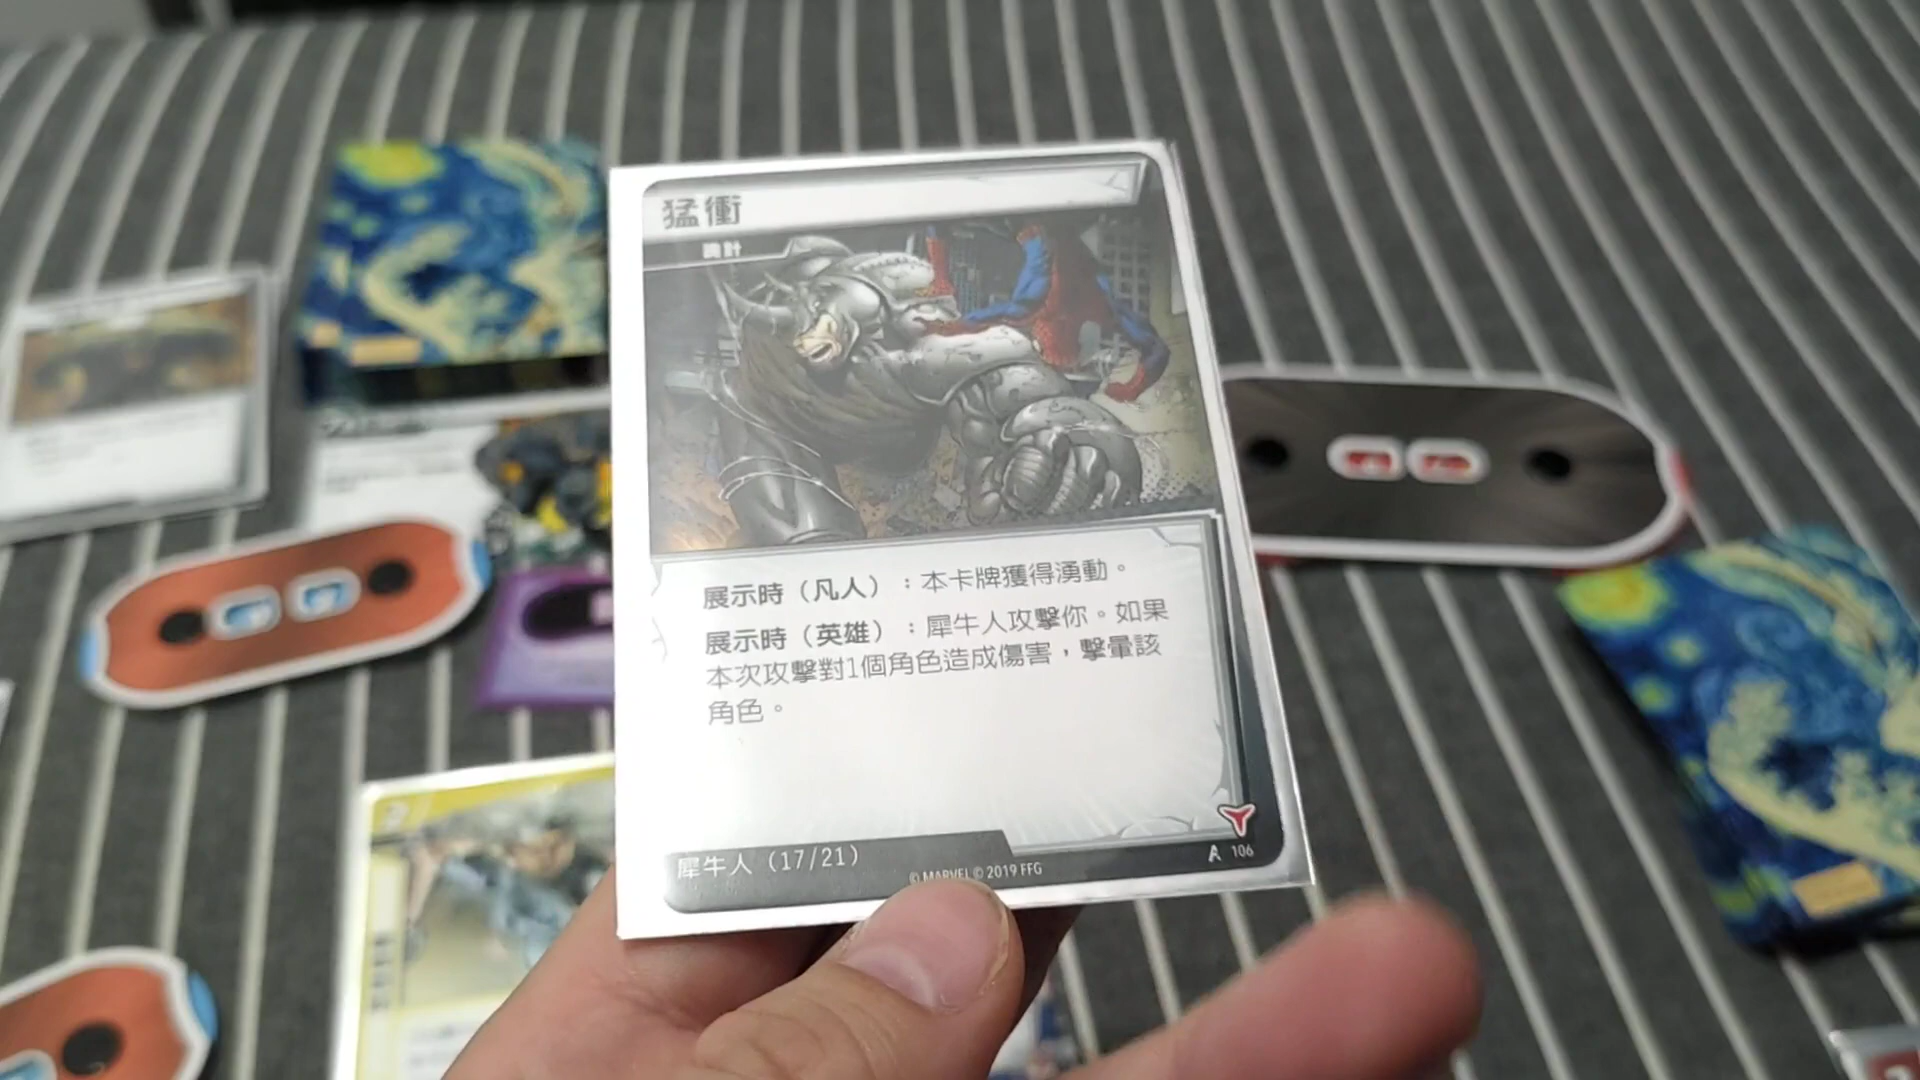 猛衝
詭計
展示時（凡人）：本卡牌獲得湧動。
展示時（英雄）：犀牛人攻擊你。如果
本次攻擊對1個角色造成傷害，擊暈該
角色。
犀牛人（17/21）
© MARVEL © 2019 FFG
106
2